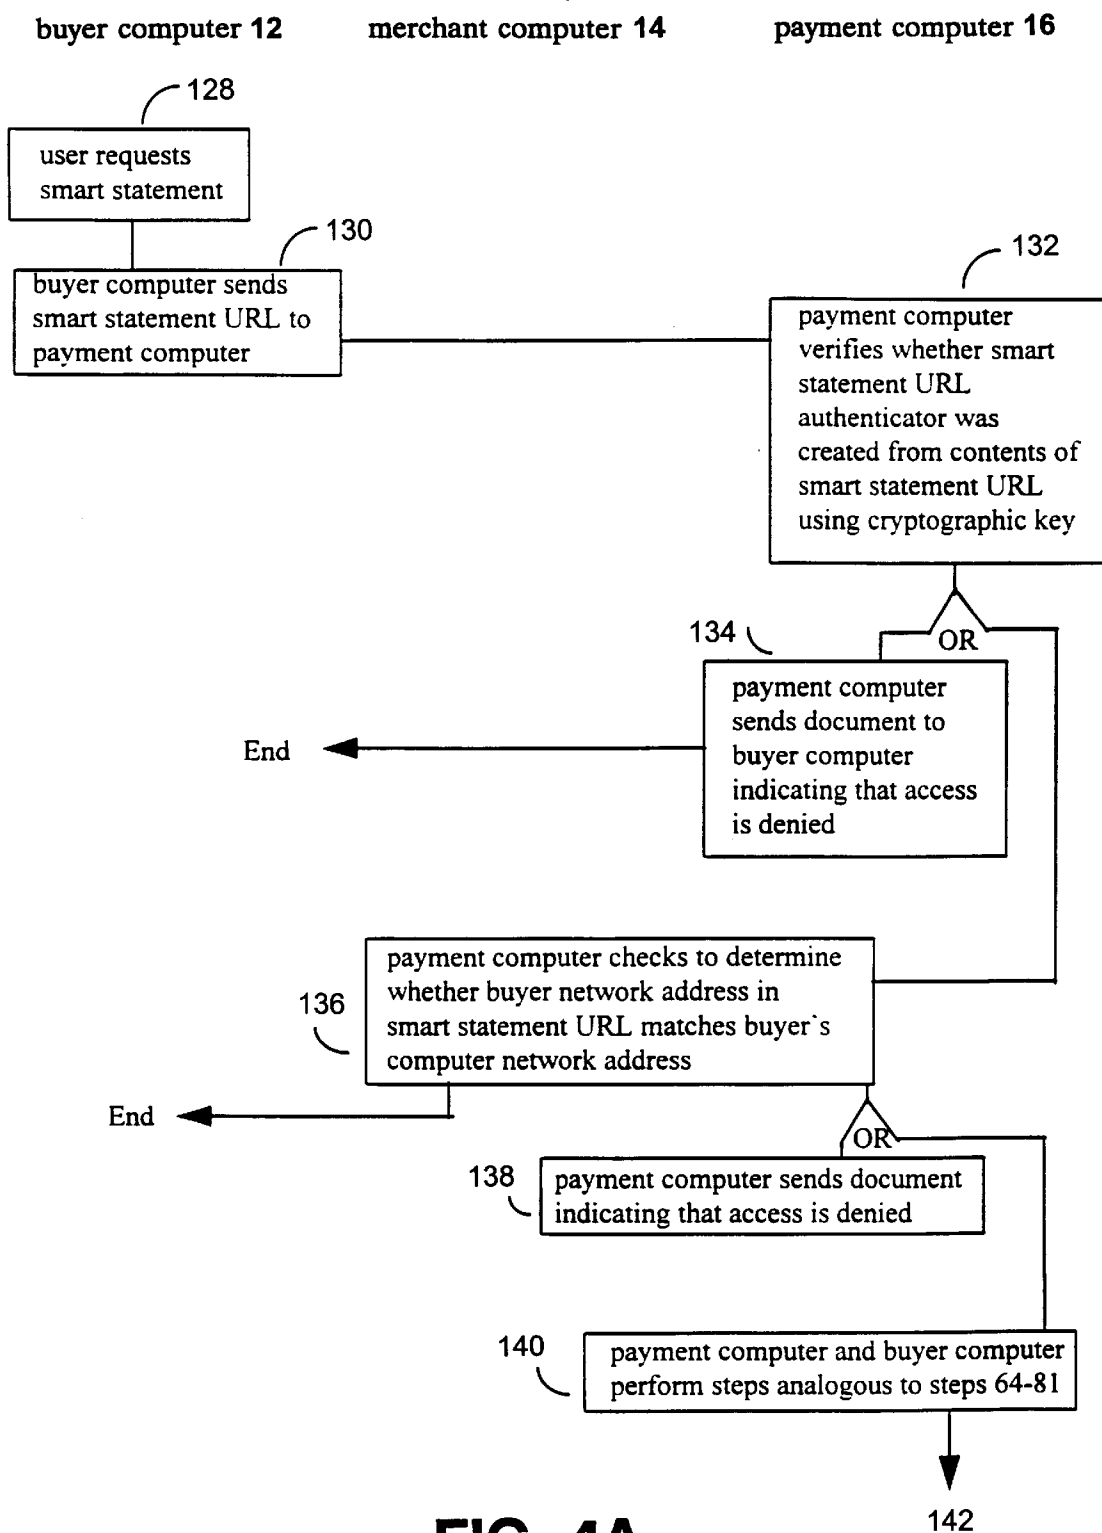 buyer computer 12 merchant computer 14 payment computer 16
128
user requests
smart statement
130
buyer computer sends
smart statement URL to
payment computer
132
payment computer
verifies whether smart
statement URL
authenticator was
created from contents of
smart statement URL
using cryptographic key
OR
134
payment computer
sends document to
buyer computer
indicating that access
is denied
End
136
payment computer checks to determine
whether buyer network address in
smart statement URL matches buyer`s
computer network address
End
OR
138
payment computer sends document
indicating that access is denied
140
payment computer and buyer computer
perform steps analogous to steps 64-81
142
FIG. 4A